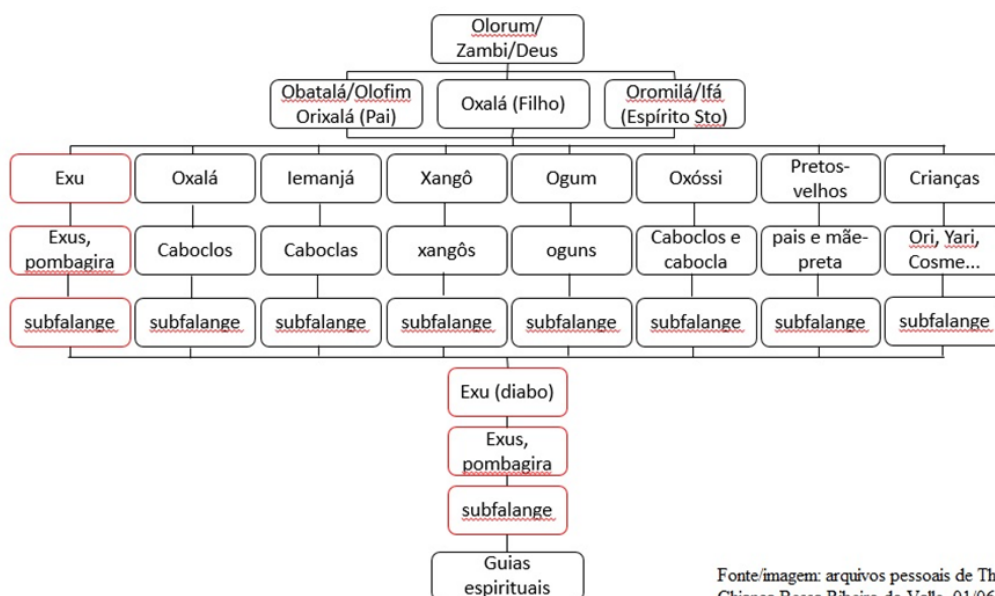 Olorum/
Zambi/Deus
Obatalá/Olofim
Orixalá (Pai)
Oxalá (Filho)
Oromilá/Ifá
(Espírito Sto)
Exu
Oxalá
Iemanjá
Xangô
Ogum
Oxóssi
Pretos-
velhos
Crianças
Exus,
pombagira
Caboclos
Caboclas
xangôs
oguns
Caboclos e
cabocla
pais e mãe-
preta
Ori, Yari,
Cosme...
subfalange
subfalange
subfalange
subfalange
subfalange
subfalange
subfalange
subfalange
Exu (diabo)
Exus,
pombagira
subfalange
Guias
espirituais
Fonte/imagem: arquivos pessoais de Th